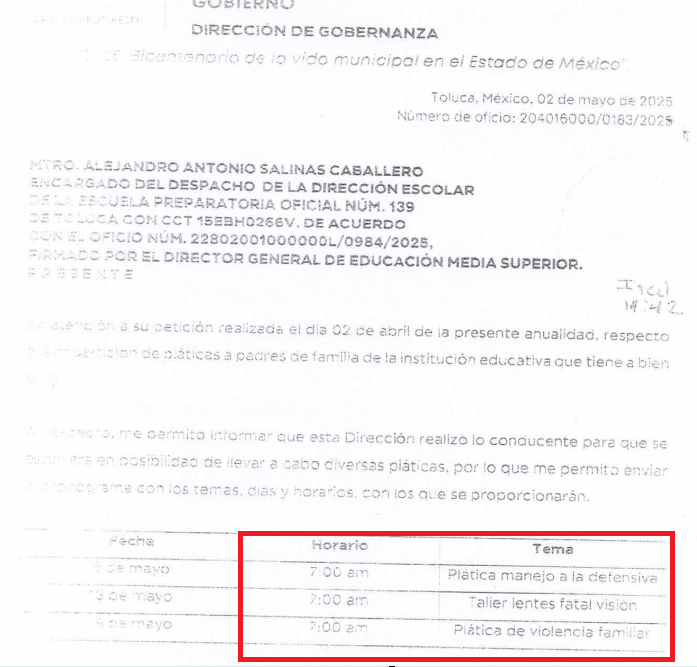 GOBIERNO
DIRECCIÓN DE GOBERNANZA
Bicentenario de la vida municipal en el Estado de México".
Toluca, México, 02 de mayo de 2025
Número de oficio: 204016000/0183/2025
MTRO. ALEJANDRO ANTONIO SALINAS CABALLERO
ENCARGADO DEL DESPACHO DE LA DIRECCIÓN ESCOLAR
DE LA ESCUELA PREPARATORIA OFICIAL NÚM. 139
DE TOLUCA CON CCT 15EBH0266V. DE ACUERDO
CON EL OFICIO NÚM. 22802001000000L/0984/2025,
FIRMADO POR EL DIRECTOR GENERAL DE EDUCACIÓN MEDIA SUPERIOR.
PRESENTE
En atención a su petición realizada el día 02 de abril de la presente anualidad, respecto
impartición de pláticas a padres de familia de la institución educativa que tiene a bien
respecto, me permito informar que esta Dirección realizó lo conducente para que se
en posibilidad de llevar a cabo diversas pláticas, por lo que me permito enviar
cronograma con los temas, días y horarios, con los que se proporcionarán.
Fecha Horario Tema
de mayo 7:00 am Plática manejo a la defensiva
de mayo 7:00 am Taller lentes fatal visión
de mayo 7:00 am Plática de violencia familiar